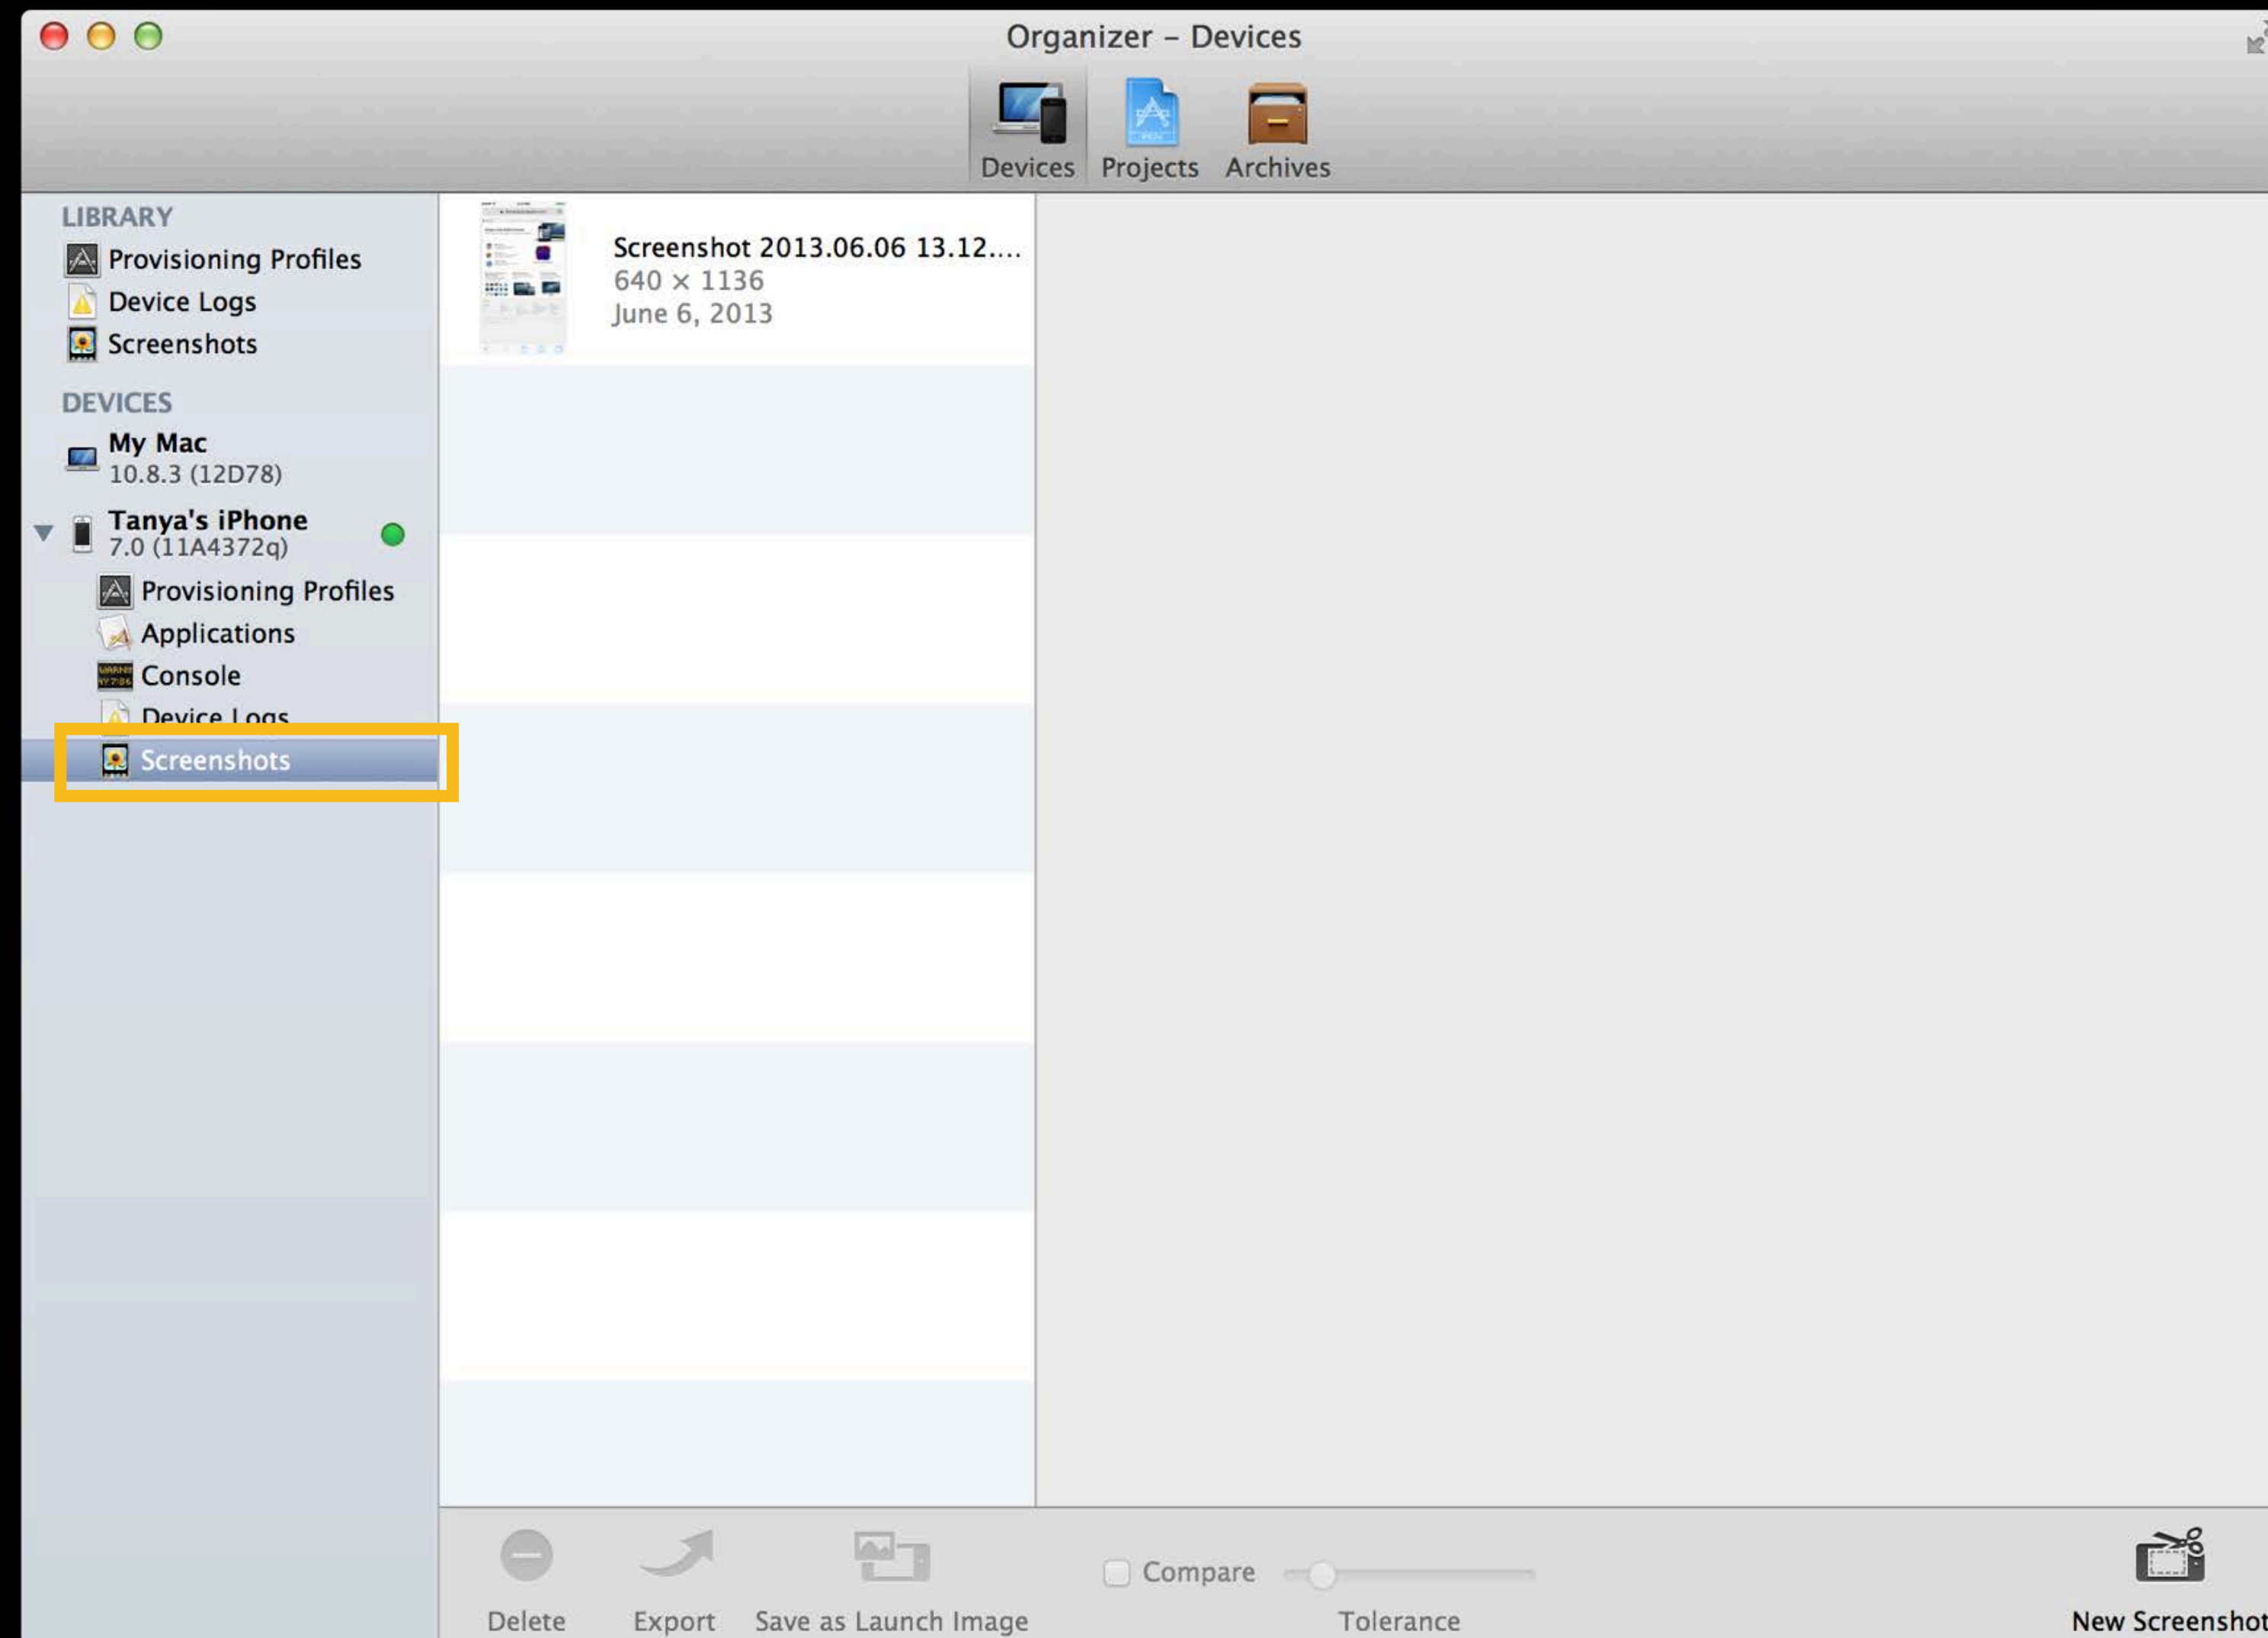 Organizer – Devices
Devices Projects Archives
LIBRARY
Provisioning Profiles
Device Logs
Screenshots
DEVICES
My Mac
10.8.3 (12D78)
Tanya's iPhone
7.0 (11A4372q)
Provisioning Profiles
Applications
Console
Device Logs
Screenshots
Screenshot 2013.06.06 13.12....
640 × 1136
June 6, 2013
Compare
Delete Export Save as Launch Image Tolerance New Screenshot